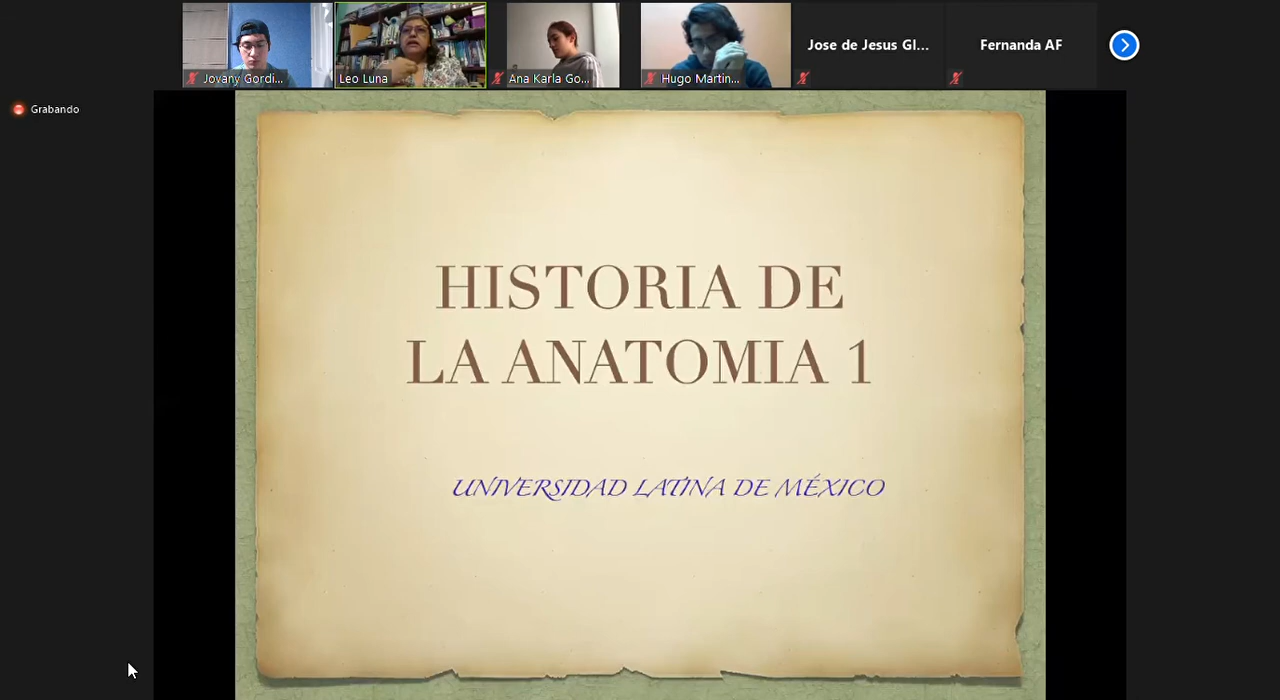 Jovany Gordi...
Leo Luna
Ana Karla Go...
Hugo Martin...
Jose de Jesus Gl...
Fernanda AF
Grabando
HISTORIA DE
LA ANATOMIA 1
UNIVERSIDAD LATINA DE MÉXICO